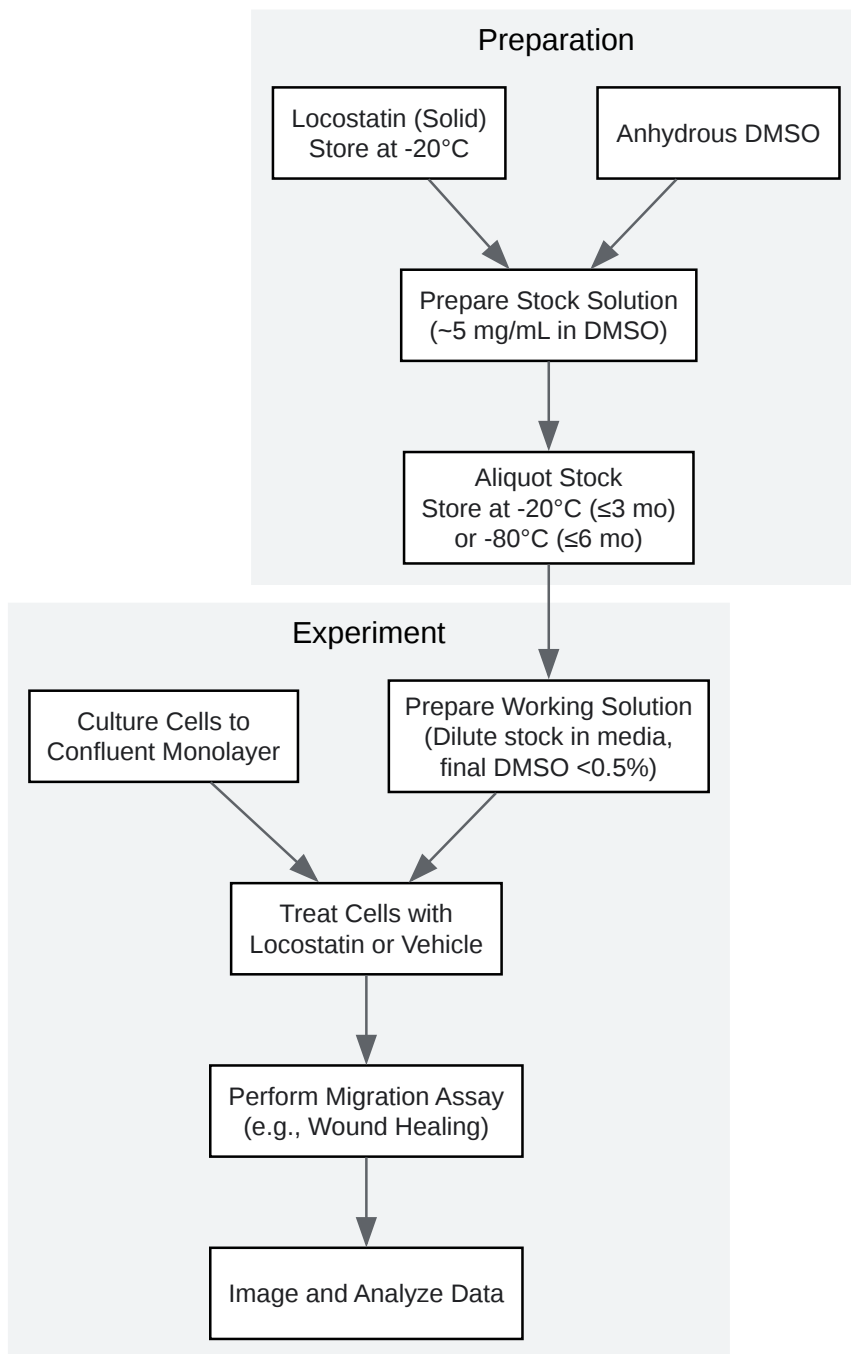 Preparation
Locostatin (Solid)
Store at -20°C
Anhydrous DMSO
Prepare Stock Solution
(~5 mg/mL in DMSO)
Aliquot Stock
Store at -20°C (≤3 mo)
or -80°C (≤6 mo)
Experiment
Culture Cells to
Confluent Monolayer
Prepare Working Solution
(Dilute stock in media,
final DMSO <0.5%)
Treat Cells with
Locostatin or Vehicle
Perform Migration Assay
(e.g., Wound Healing)
Image and Analyze Data